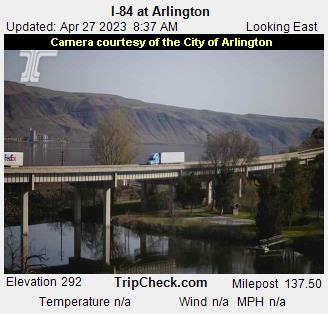 I-84 at Arlington
Updated: Apr 27 2023 8:37 AM Looking East
Camera courtesy of the City of Arlington
FedEx
Elevation 292 TripCheck.com Milepost 137.50
Temperature n/a Wind n/a MPH n/a